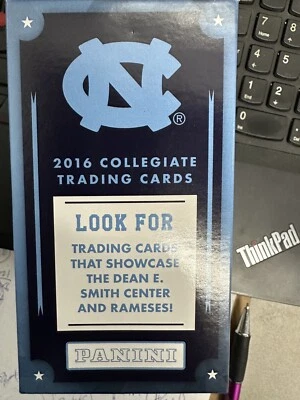 NC
®
2016 COLLEGIATE
TRADING CARDS
LOOK FOR
TRADING CARDS
THAT SHOWCASE
THE DEAN E.
SMITH CENTER
AND RAMESES!
PANINI
ThinkPad